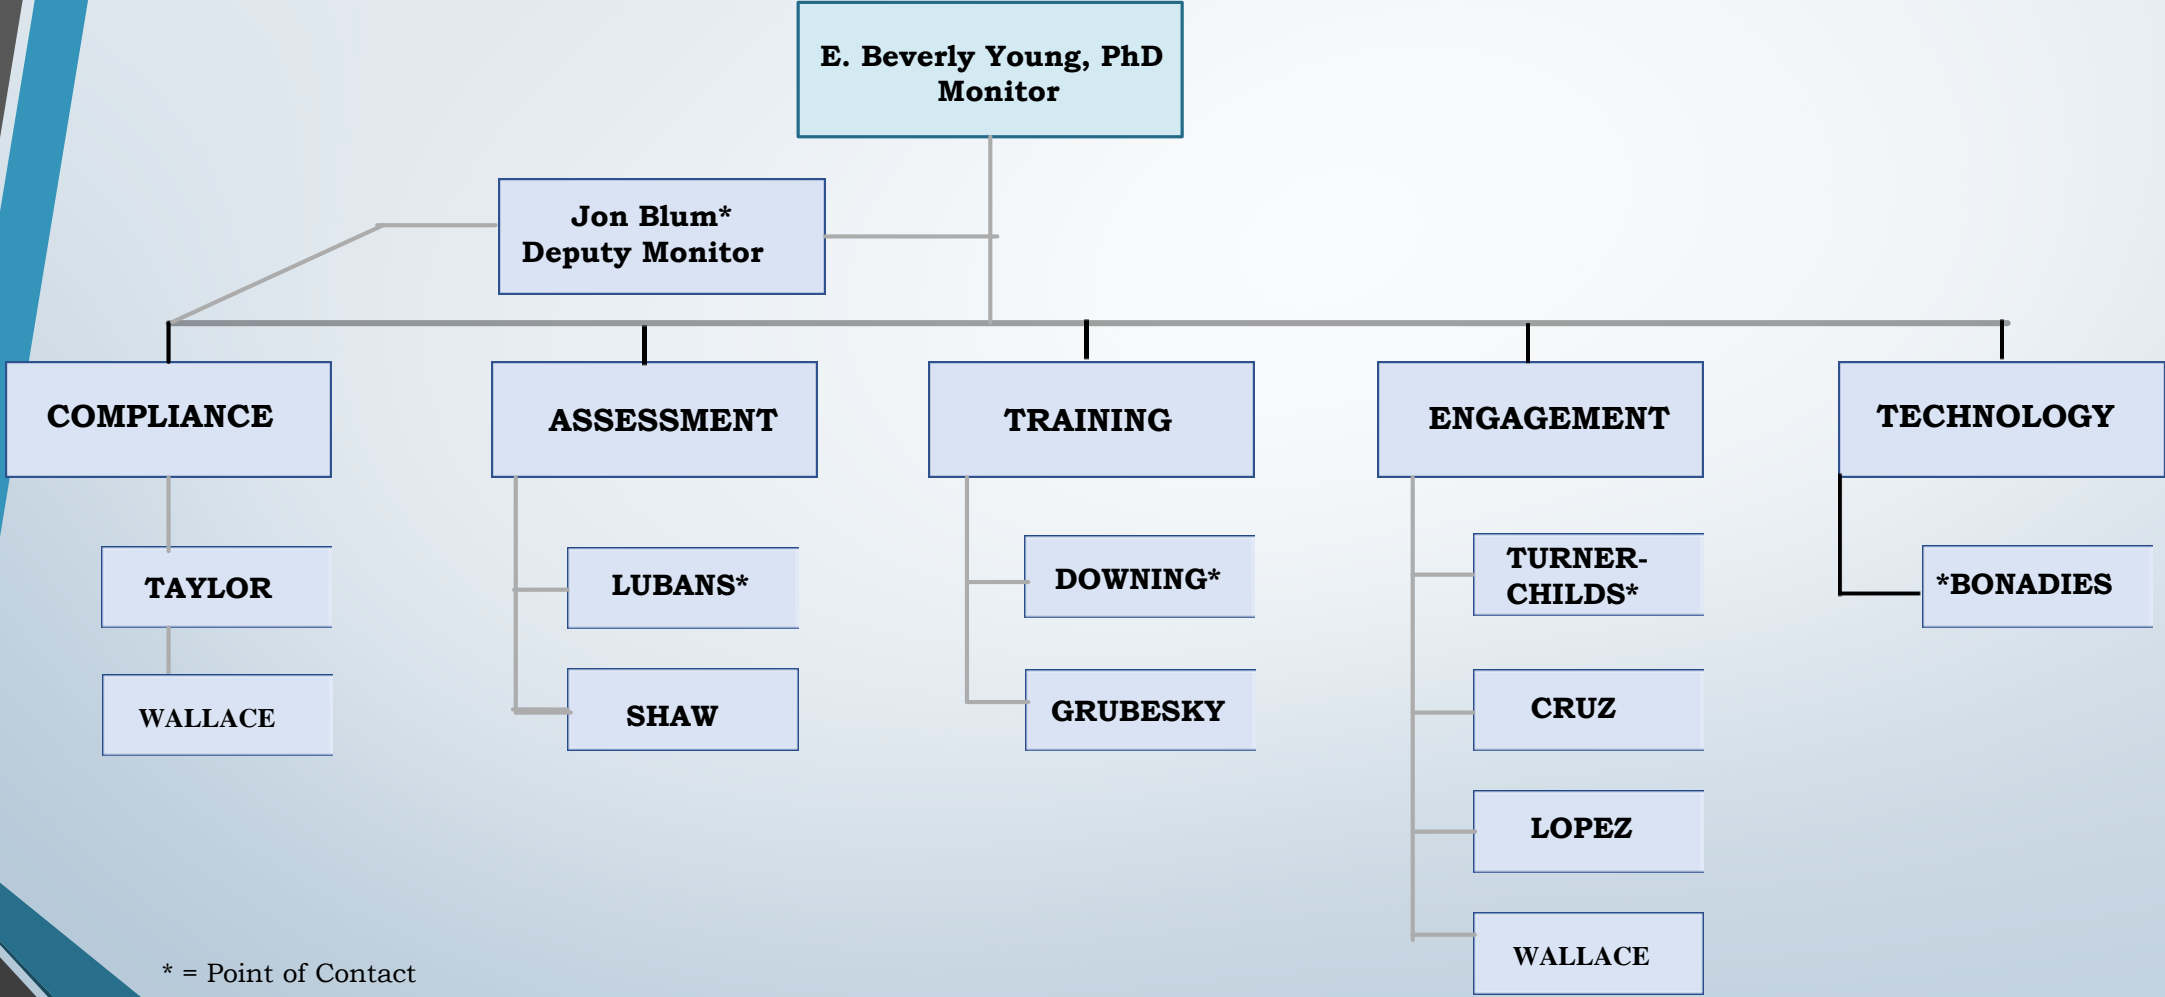 E. Beverly Young, PhD
Monitor
Jon Blum*
Deputy Monitor
COMPLIANCE
ASSESSMENT
TRAINING
ENGAGEMENT
TECHNOLOGY
TAYLOR
WALLACE
LUBANS*
SHAW
DOWNING*
GRUBESKY
TURNER-
CHILDS*
CRUZ
LOPEZ
WALLACE
*BONADIES
* = Point of Contact